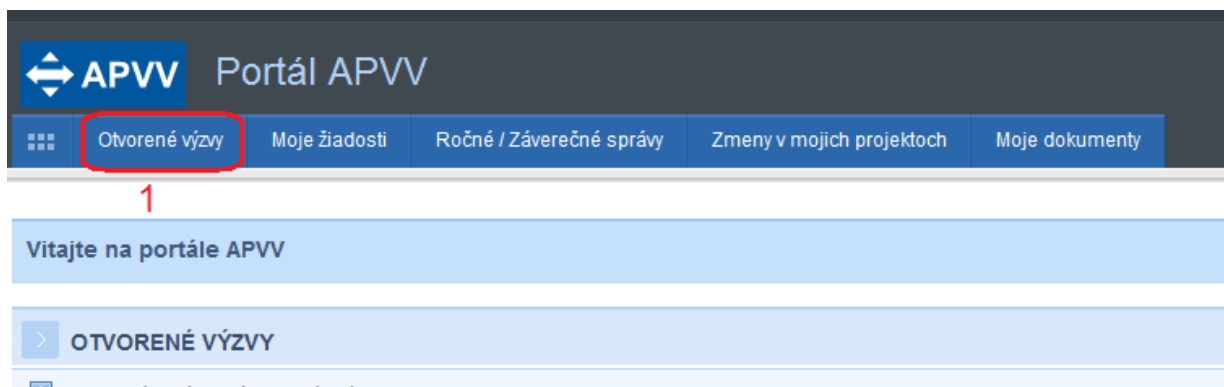 APVV Portál APVV
Otvorené výzvy Moje žiadosti Ročné / Záverečné správy Zmeny v mojich projektoch Moje dokumenty
1
Vitajte na portále APVV
OTVORENÉ VÝZVY